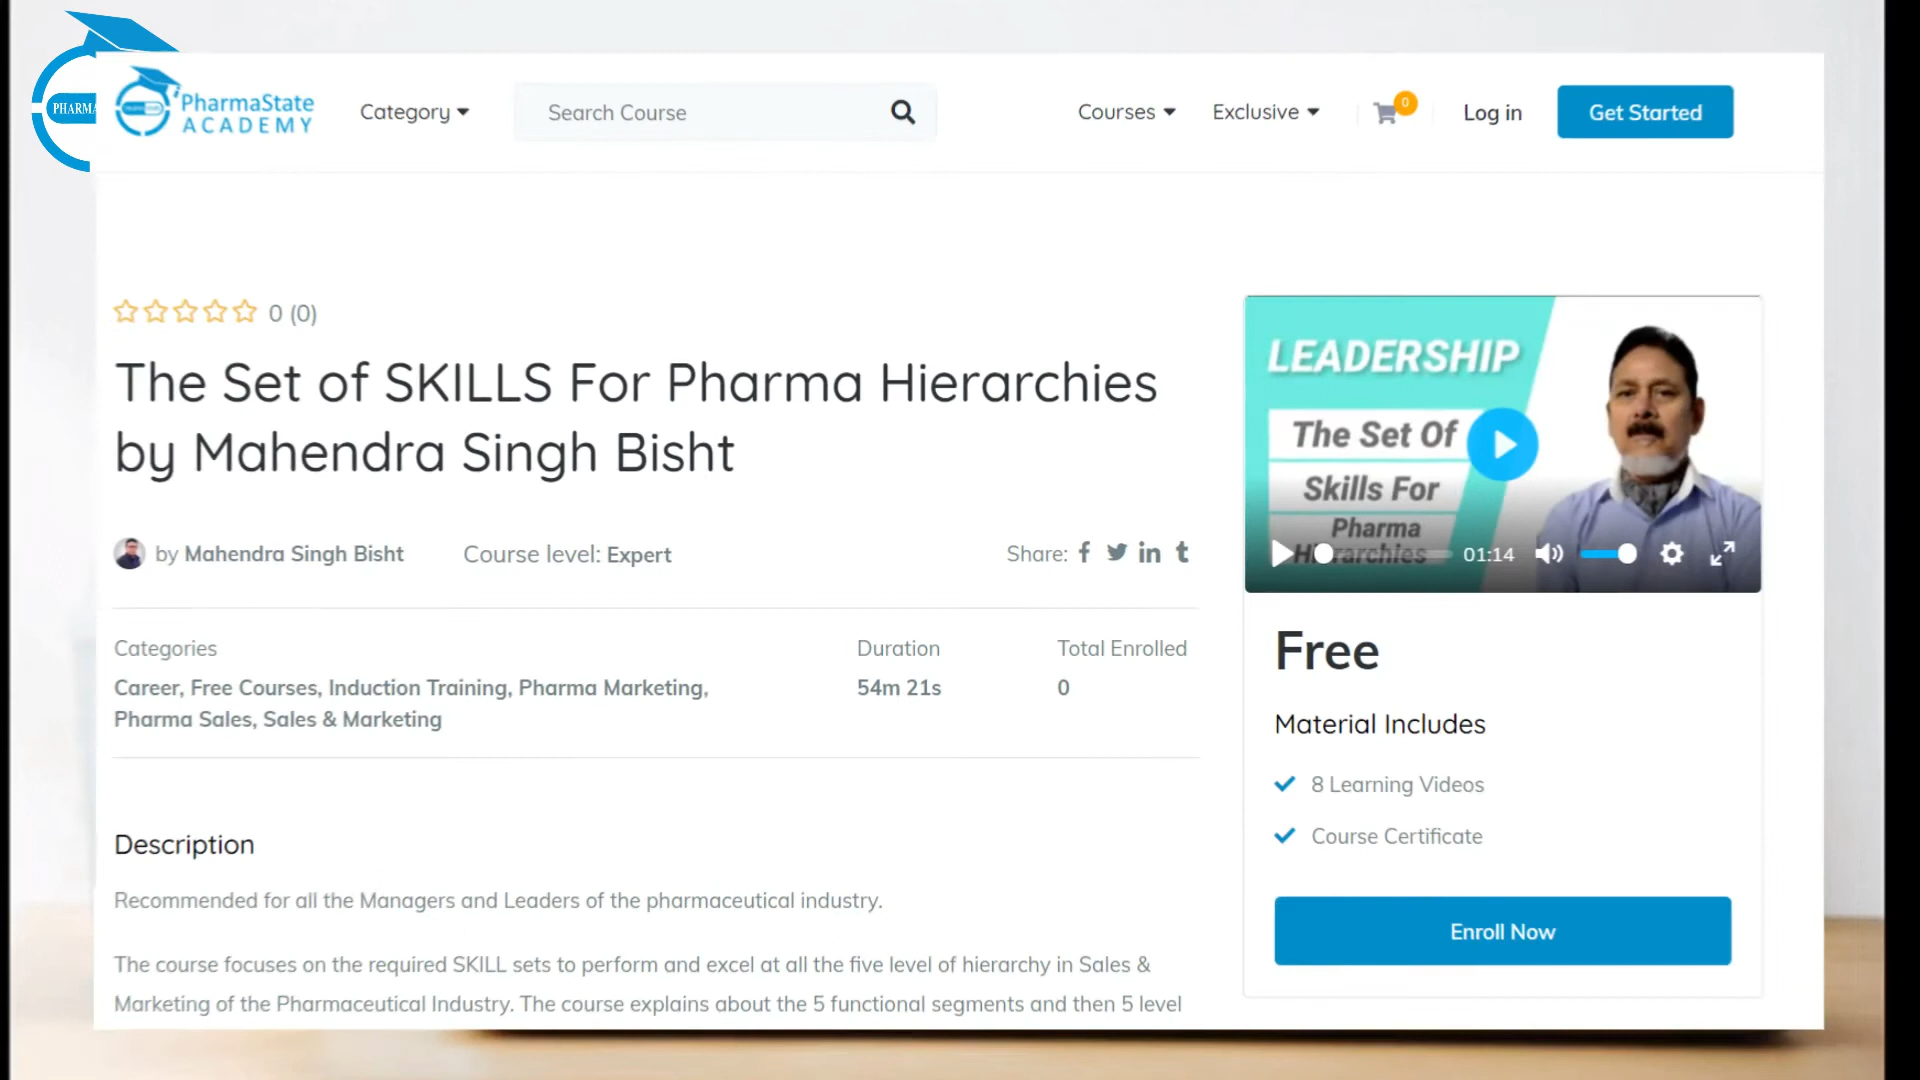 PHARMA
PharmaState
ACADEMY
Category
Search Course
Courses
Exclusive
0
Log in
Get Started
0 (0)
The Set of SKILLS For Pharma Hierarchies
by Mahendra Singh Bisht
by Mahendra Singh Bisht
Course level: Expert
Share:
Categories
Career, Free Courses, Induction Training, Pharma Marketing,
Pharma Sales, Sales & Marketing
Duration
54m 21s
Total Enrolled
0
Description
Recommended for all the Managers and Leaders of the pharmaceutical industry.
The course focuses on the required SKILL sets to perform and excel at all the five level of hierarchy in Sales &
Marketing of the Pharmaceutical Industry. The course explains about the 5 functional segments and then 5 level
LEADERSHIP
The Set Of
Skills For
Pharma
Hierarchies
01:14
Free
Material Includes
8 Learning Videos
Course Certificate
Enroll Now